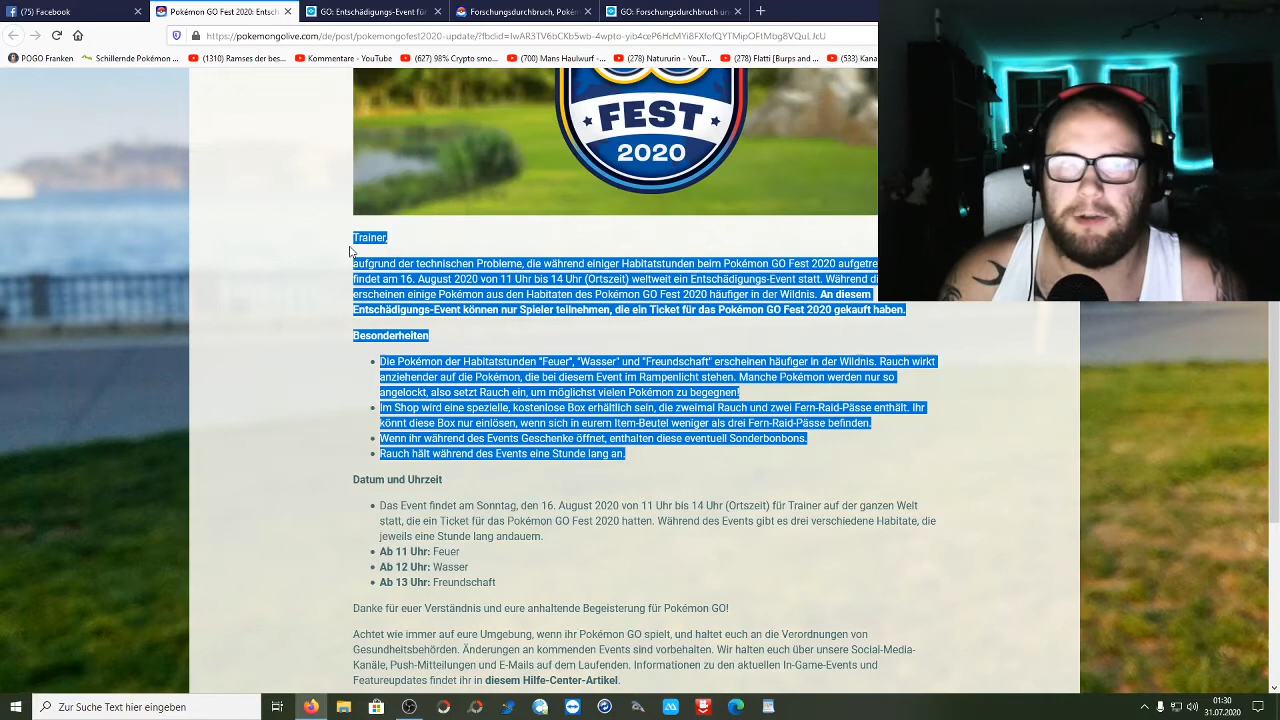 (75) Facebook
Pokémon GO Fest 2020: Ents
GO: Entschädigungs-Events für
Forschungsdurchbruch, Pokém
GO: Forschungsdurchbruch un
https://pokemongolive.com/de/post/pokemongofest2020-update/?fbclid=IwAR3TV6bCKb5wb-4wpto-yib4ceP6HcMYi8FXfofQYTMipOFtMbg8VQuLJcU
POGO Franken
Schillernde Pokémon ...
(1310) Ramses der bes...
Kommentare - YouTube
(627) 98% Crypto smo...
(700) Mans Haulwurf -...
(278) Natururin - YouT...
(278) Flatti [Burps and ...
(533) Kana
FEST
2020
Trainer,
aufgrund der technischen Probleme, die während einiger Habitatstunden beim Pokémon GO Fest 2020 aufgetre
findet am 16. August 2020 von 11 Uhr bis 14 Uhr (Ortszeit) weltweit ein Entschädigungs-Event statt. Während di
erscheinen einige Pokémon aus den Habitaten des Pokémon GO Fest 2020 häufiger in der Wildnis. An diesem
Entschädigungs-Event können nur Spieler teilnehmen, die ein Ticket für das Pokémon GO Fest 2020 gekauft haben.
Besonderheiten
Die Pokémon der Habitatstunden "Feuer", "Wasser" und "Freundschaft" erscheinen häufiger in der Wildnis. Rauch wirkt
anziehender auf die Pokémon, die bei diesem Event im Rampenlicht stehen. Manche Pokémon werden nur so
angelockt, also setzt Rauch ein, um möglichst vielen Pokémon zu begegnen!
Im Shop wird eine spezielle, kostenlose Box erhältlich sein, die zweimal Rauch und zwei Fern-Raid-Pässe enthält. Ihr
könnt diese Box nur einlösen, wenn sich in eurem Item-Beutel weniger als drei Fern-Raid-Pässe befinden.
Wenn ihr während des Events Geschenke öffnet, enthalten diese eventuell Sonderbonbons.
Rauch hält während des Events eine Stunde lang an.
Datum und Uhrzeit
Das Event findet am Sonntag, den 16. August 2020 von 11 Uhr bis 14 Uhr (Ortszeit) für Trainer auf der ganzen Welt
statt, die ein Ticket für das Pokémon GO Fest 2020 hatten. Während des Events gibt es drei verschiedene Habitate, die
jeweils eine Stunde lang andauern.
Ab 11 Uhr: Feuer
Ab 12 Uhr: Wasser
Ab 13 Uhr: Freundschaft
Danke für euer Verständnis und eure anhaltende Begeisterung für Pokémon GO!
Achtet wie immer auf eure Umgebung, wenn ihr Pokémon GO spielt, und haltet euch an die Verordnungen von
Gesundheitsbehörden. Änderungen an kommenden Events sind vorbehalten. Wir halten euch über unsere Social-Media-
Kanäle, Push-Mitteilungen und E-Mails auf dem Laufenden. Informationen zu den aktuellen In-Game-Events und
Featureupdates findet ihr in diesem Hilfe-Center-Artikel.
Zur Suche Text hier eingeben
01:30
31.07.2020